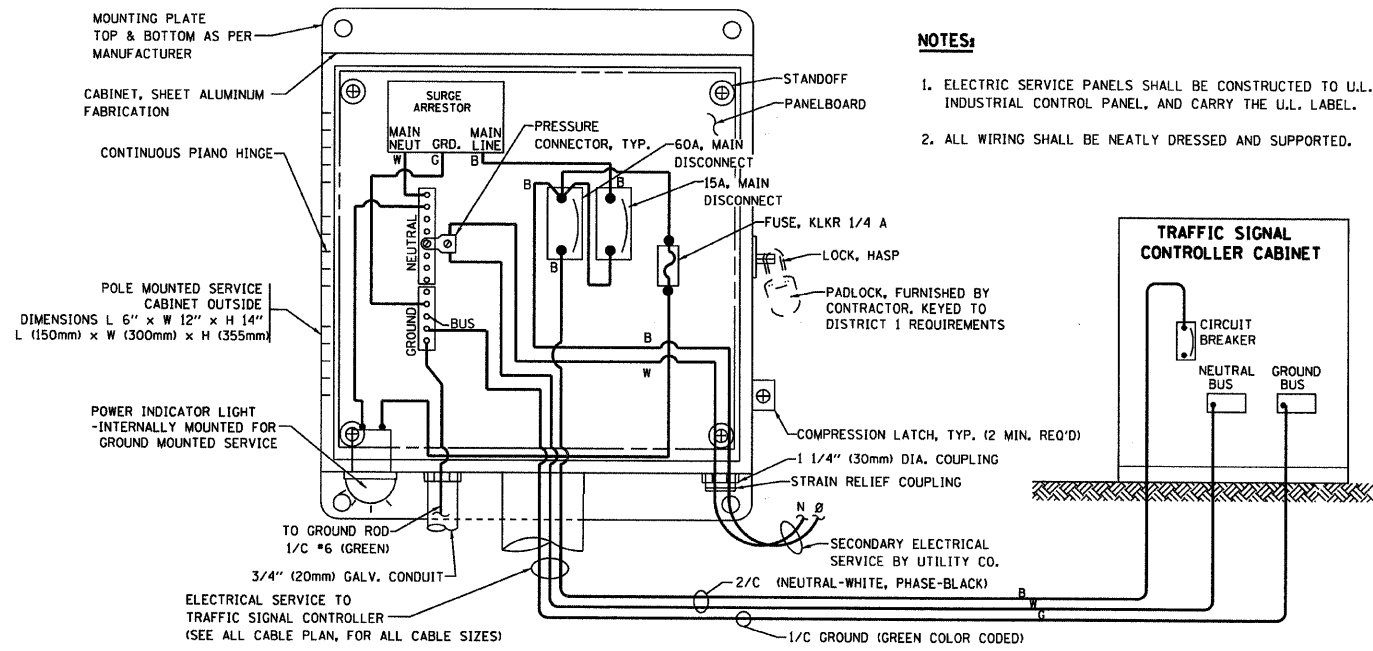 MOUNTING PLATE
TOP & BOTTOM AS PER
MANUFACTURER
CABINET, SHEET ALUMINUM
FABRICATION
CONTINUOUS PIANO HINGE
POLE MOUNTED SERVICE
CABINET OUTSIDE
DIMENSIONS L 6" x W 12" x H 14"
L (150mm) x W (300mm) x H (355mm)
POWER INDICATOR LIGHT
-INTERNALLY MOUNTED FOR
GROUND MOUNTED SERVICE
TO GROUND ROD
1/C #6 (GREEN)
3/4" (20mm) GALV. CONDUIT
ELECTRICAL SERVICE TO
TRAFFIC SIGNAL CONTROLLER
(SEE ALL CABLE PLAN, FOR ALL CABLE SIZES)
SURGE
ARRESTOR
MAIN
NEUT
GRD.
MAIN
LINE
W
G
B
NEUTRAL
GROUND
BUS
B
B
B
B
W
STANDOFF
PANELBOARD
PRESSURE
CONNECTOR, TYP.
60A, MAIN
DISCONNECT
15A, MAIN
DISCONNECT
FUSE, KLKR 1/4 A
LOCK, HASP
PADLOCK, FURNISHED BY
CONTRACTOR. KEYED TO
DISTRICT 1 REQUIREMENTS
COMPRESSION LATCH, TYP. (2 MIN. REQ'D)
1 1/4" (30mm) DIA. COUPLING
STRAIN RELIEF COUPLING
N Ø
SECONDARY ELECTRICAL
SERVICE BY UTILITY CO.
2/C (NEUTRAL-WHITE, PHASE-BLACK)
B
W
G
1/C GROUND (GREEN COLOR CODED)
NOTES:
1. ELECTRIC SERVICE PANELS SHALL BE CONSTRUCTED TO U.L.
INDUSTRIAL CONTROL PANEL, AND CARRY THE U.L. LABEL.
2. ALL WIRING SHALL BE NEATLY DRESSED AND SUPPORTED.
TRAFFIC SIGNAL
CONTROLLER CABINET
CIRCUIT
BREAKER
NEUTRAL
BUS
GROUND
BUS